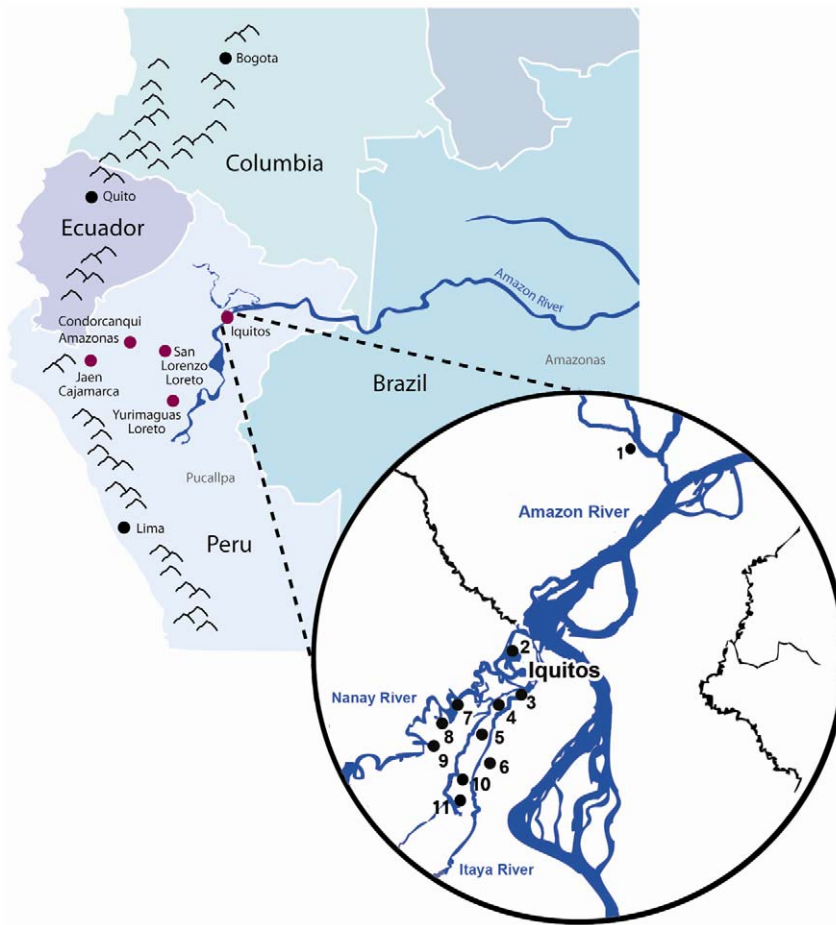 Bogota
Columbia
Quito
Ecuador
Amazon River
Iquitos
Condorcanqui
Amazonas
San
Lorenzo
Loreto
Jaen
Cajamarca
Yurimaguas
Loreto
Amazonas
Brazil
Pucallpa
Lima
Peru
1
Amazon River
2
Iquitos
Nanay River
3
4
7
8
5
9
6
10
11
Itaya River